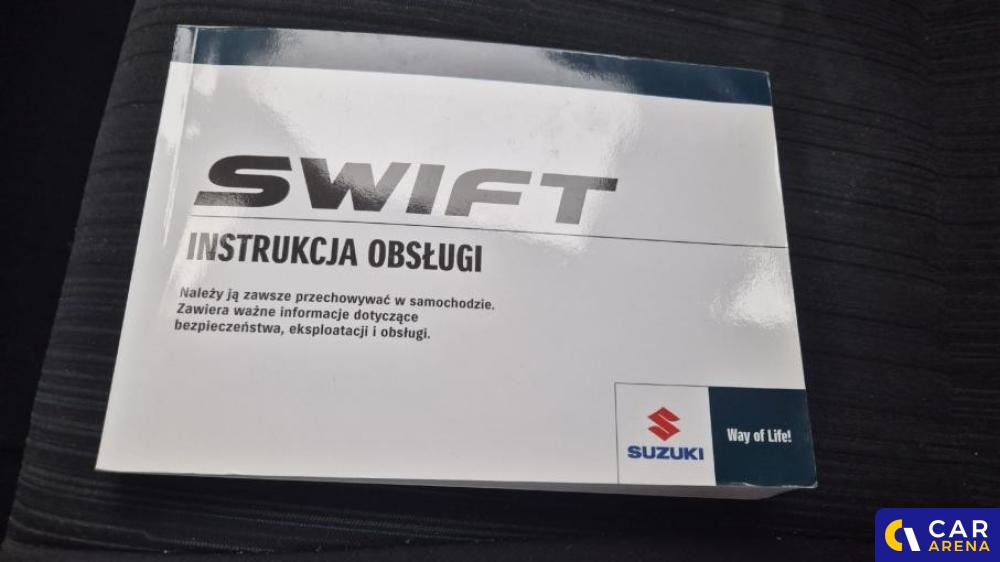 SWIFT
INSTRUKCJA OBSŁUGI
Należy ją zawsze przechowywać w samochodzie.
Zawiera ważne informacje dotyczące
bezpieczeństwa, eksploatacji i obsługi.
SUZUKI
Way of Life!
CAR
ARENA